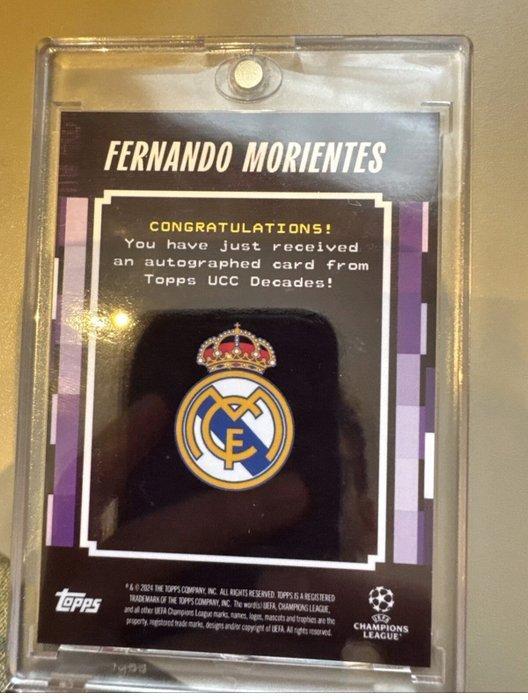 FERNANDO MORIENTES
CONGRATULATIONS!
You have just received
an autographed card from
Topps UCC Decades!
® & © 2024 THE TOPPS COMPANY, INC. ALL RIGHTS RESERVED. TOPPS IS A REGISTERED
TRADEMARK OF THE TOPPS COMPANY, INC. The word(s) UEFA, CHAMPIONS LEAGUE,
and all other UEFA Champions League marks, names, logos, mascots and trophies are the
property, registered trade marks, designs and/or copyright of UEFA. All rights reserved.
topps
UEFA
CHAMPIONS
LEAGUE®